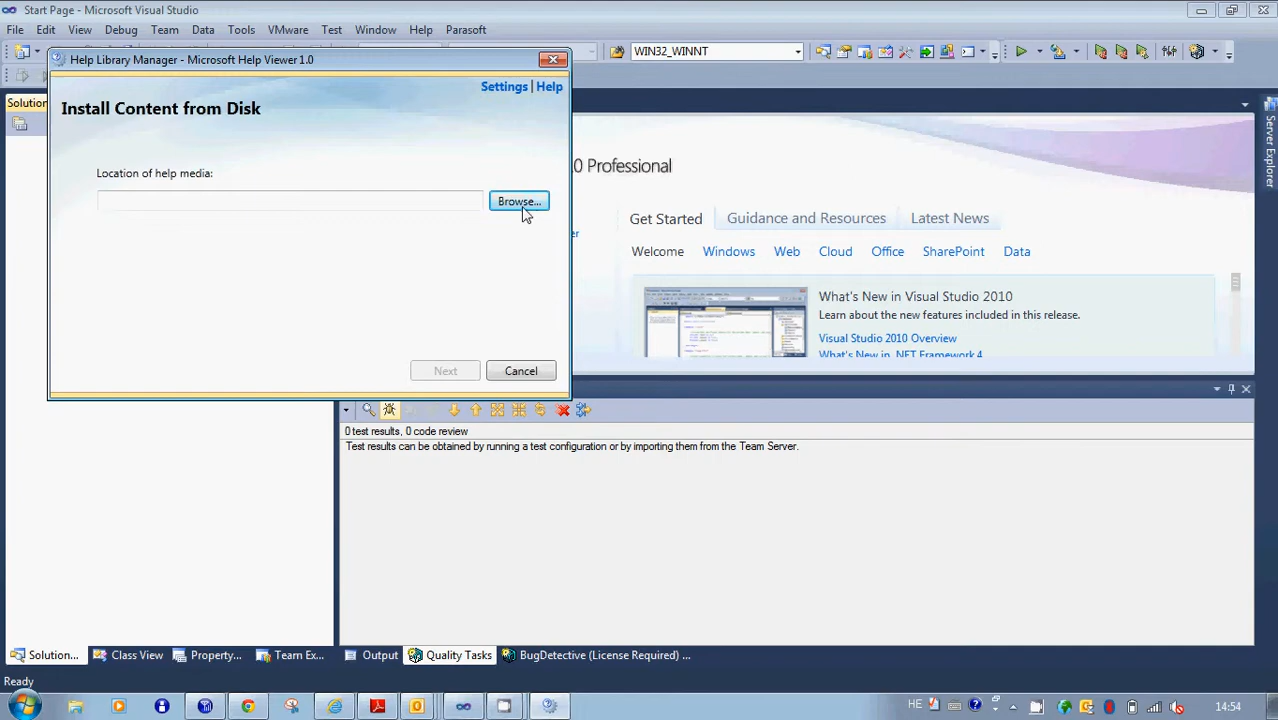 Start Page - Microsoft Visual Studio
File Edit View Debug Team Data Tools VMware Test Window Help Parasoft
WIN32_WINNT
Help Library Manager - Microsoft Help Viewer 1.0
Settings | Help
Install Content from Disk
Location of help media:
Browse...
Next Cancel
Solution
Server Explorer
0 Professional
Get Started Guidance and Resources Latest News
Welcome Windows Web Cloud Office SharePoint Data
What's New in Visual Studio 2010
Learn about the new features included in this release.
Visual Studio 2010 Overview
What's New in .NET Framework 4
0 test results, 0 code review
Test results can be obtained by running a test configuration or by importing them from the Team Server.
Solution... Class View Property... Team Ex... Output Quality Tasks BugDetective (License Required) ...
Ready
HE 14:54